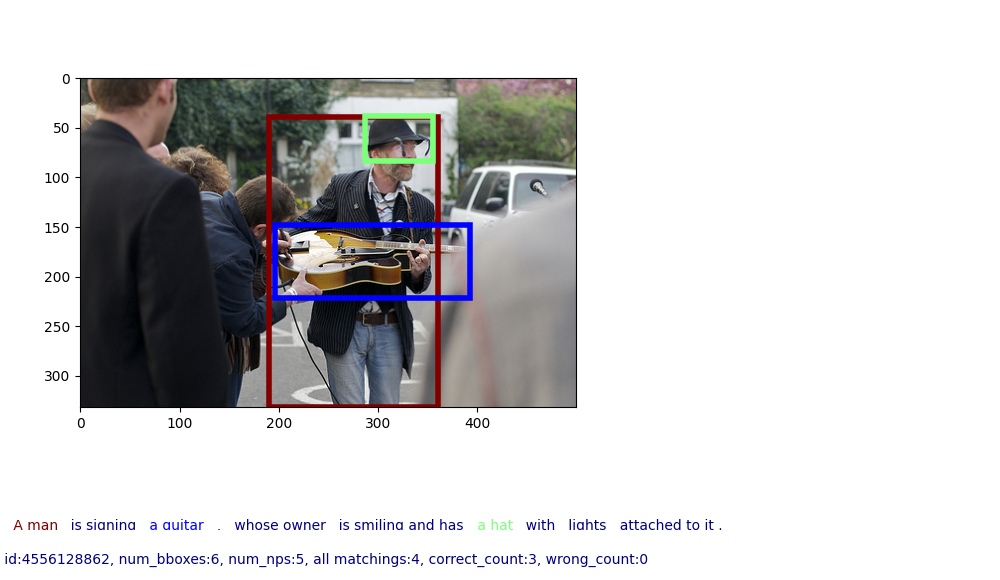 0
50
100
150
200
250
300
0 100 200 300 400
A man is signing a guitar . whose owner is smiling and has a hat with lights attached to it .
id:4556128862, num_bboxes:6, num_nps:5, all matchings:4, correct_count:3, wrong_count:0